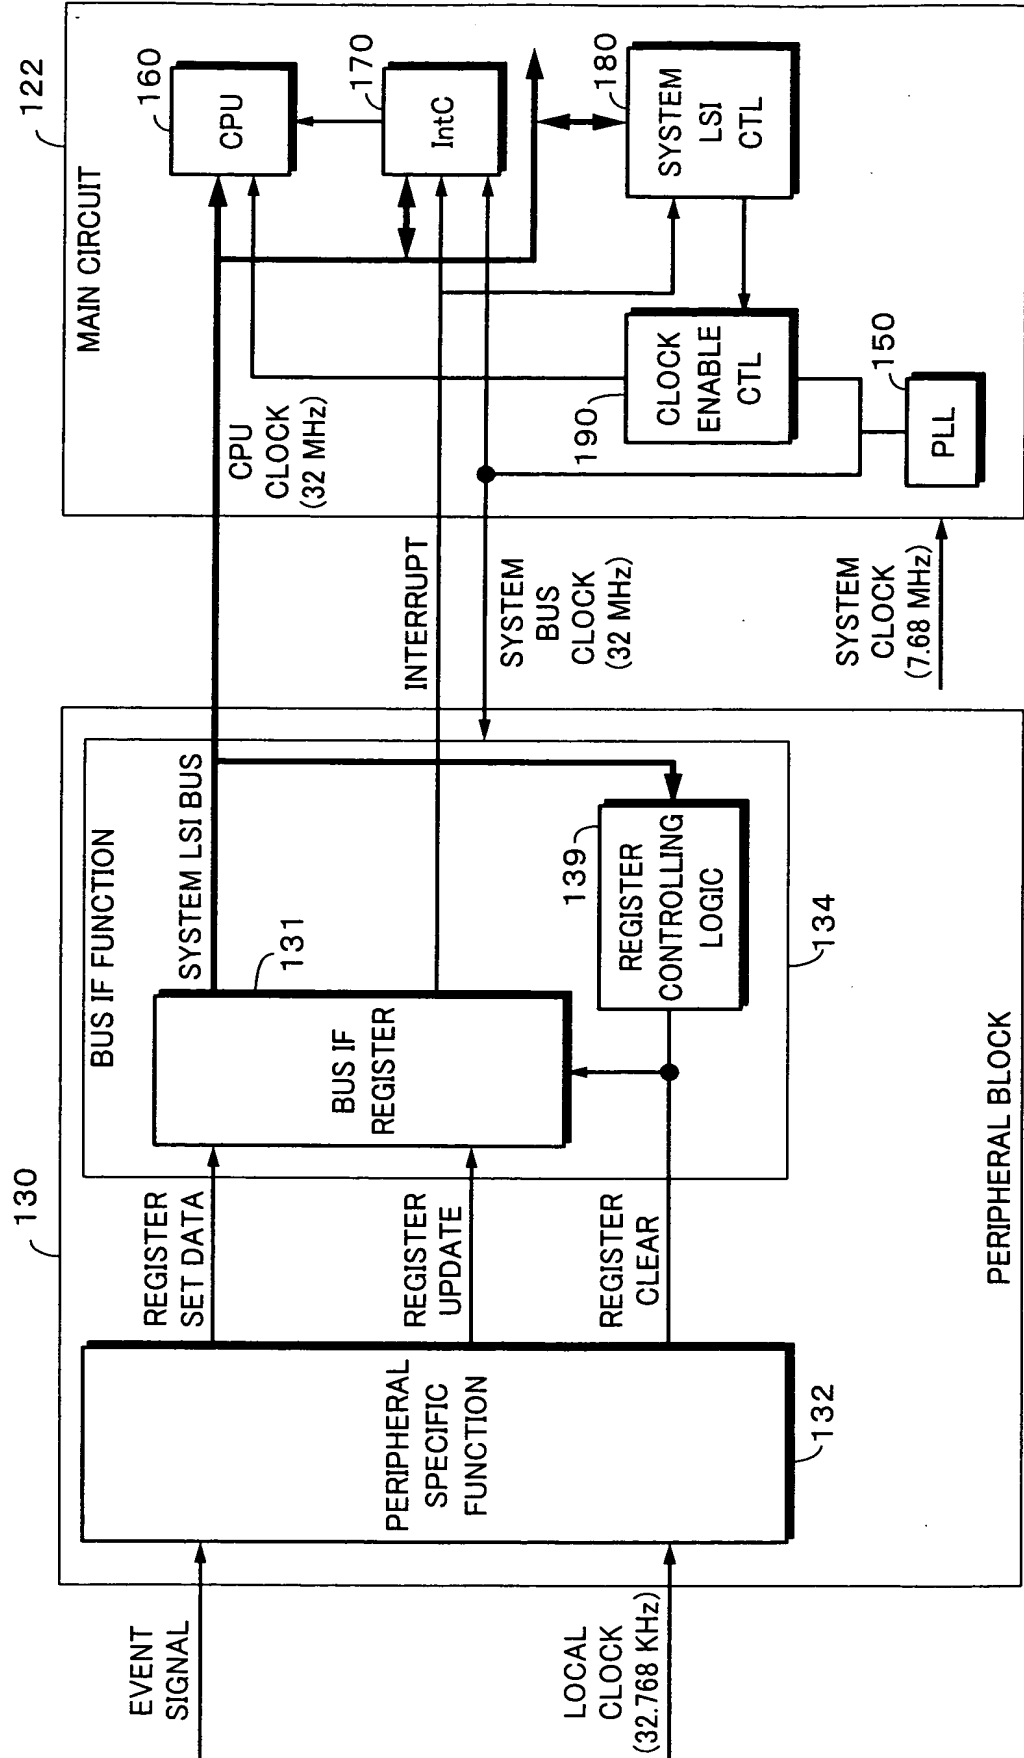 130
BUS IF FUNCTION
SYSTEM LSI BUS
131
BUS IF
REGISTER
139
REGISTER
CONTROLLING
LOGIC
134
REGISTER
SET DATA
REGISTER
UPDATE
REGISTER
CLEAR
PERIPHERAL
SPECIFIC
FUNCTION
132
PERIPHERAL BLOCK
EVENT
SIGNAL
LOCAL
CLOCK
(32.768 KHz)
INTERRUPT
SYSTEM
BUS
CLOCK
(32 MHz)
SYSTEM
CLOCK
(7.68 MHz)
122
MAIN CIRCUIT
160
CPU
170
IntC
180
SYSTEM
LSI
CTL
CPU
CLOCK
(32 MHz)
190
CLOCK
ENABLE
CTL
150
PLL